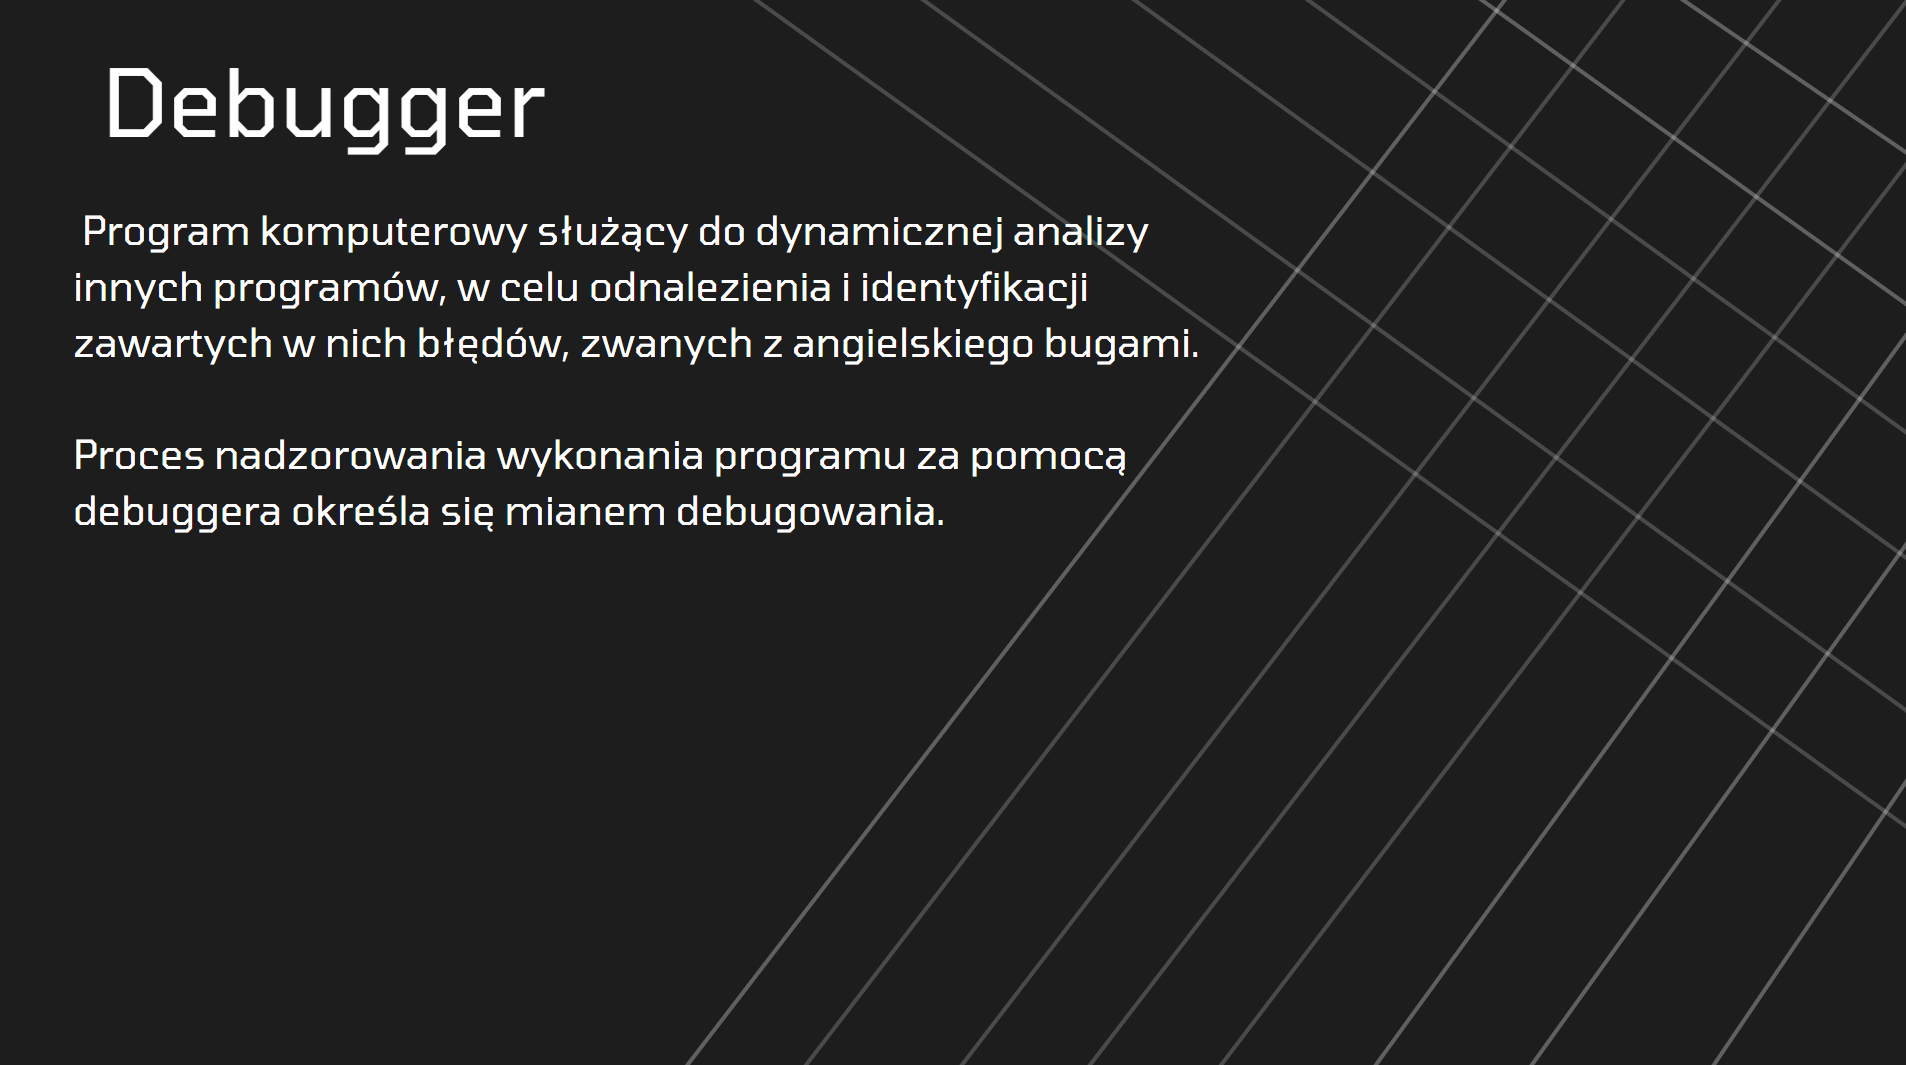 Debugger
Program komputerowy służący do dynamicznej analizy
innych programów, w celu odnalezienia i identyfikacji
zawartych w nich błędów, zwanych z angielskiego bugami.
Proces nadzorowania wykonania programu za pomocą
debuggera określa się mianem debugowania.